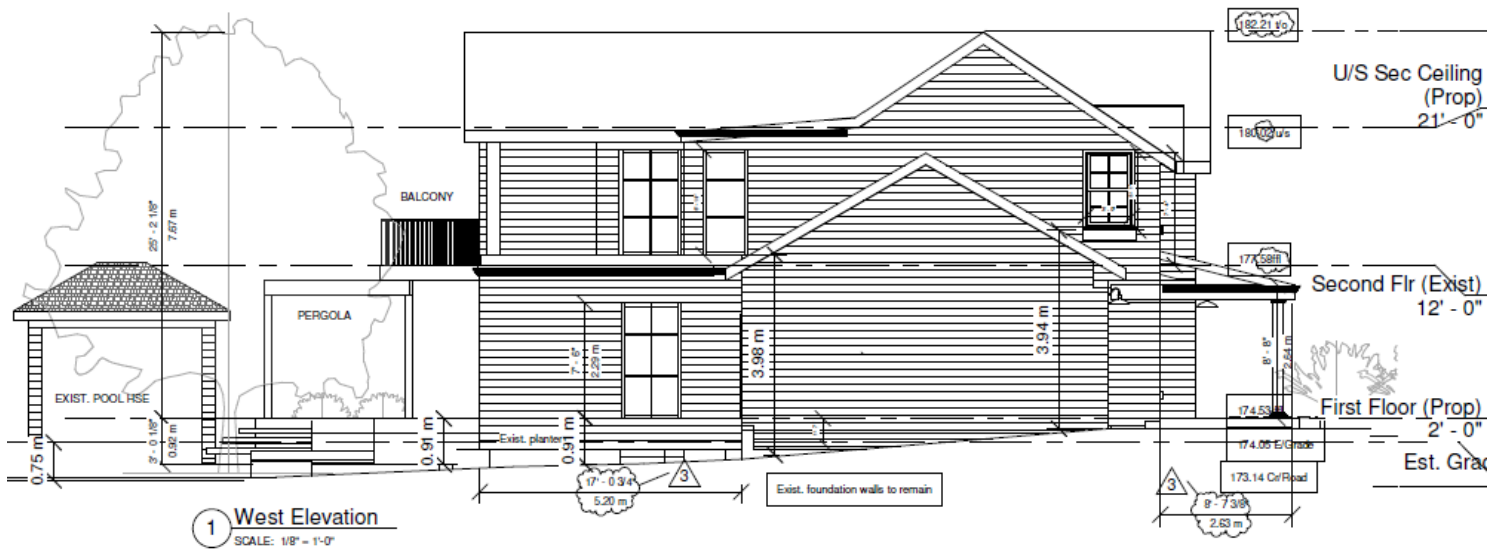 182.21 t/o
U/S Sec Ceiling
(Prop)
21' - 0"
180.02 u/s
BALCONY
25' - 2 1/8"
7.67 m
177.58ffl
Second Flr (Exist)
12' - 0"
PERGOLA
7' - 6"
2.29 m
3.98 m
3.94 m
8' - 8"
2.64 m
EXIST. POOL HSE
174.53
First Floor (Prop)
2' - 0"
3' - 0 1/8"
0.92 m
0.75 m
0.91 m
0.91 m
Exist. planter
174.05 E/Grade
Est. Grad
173.14 Cr/Road
17' - 0 3/4"
5.20 m
3
Exist. foundation walls to remain
3
8' - 7 3/8"
2.63 m
1
West Elevation
SCALE: 1/8" = 1'-0"